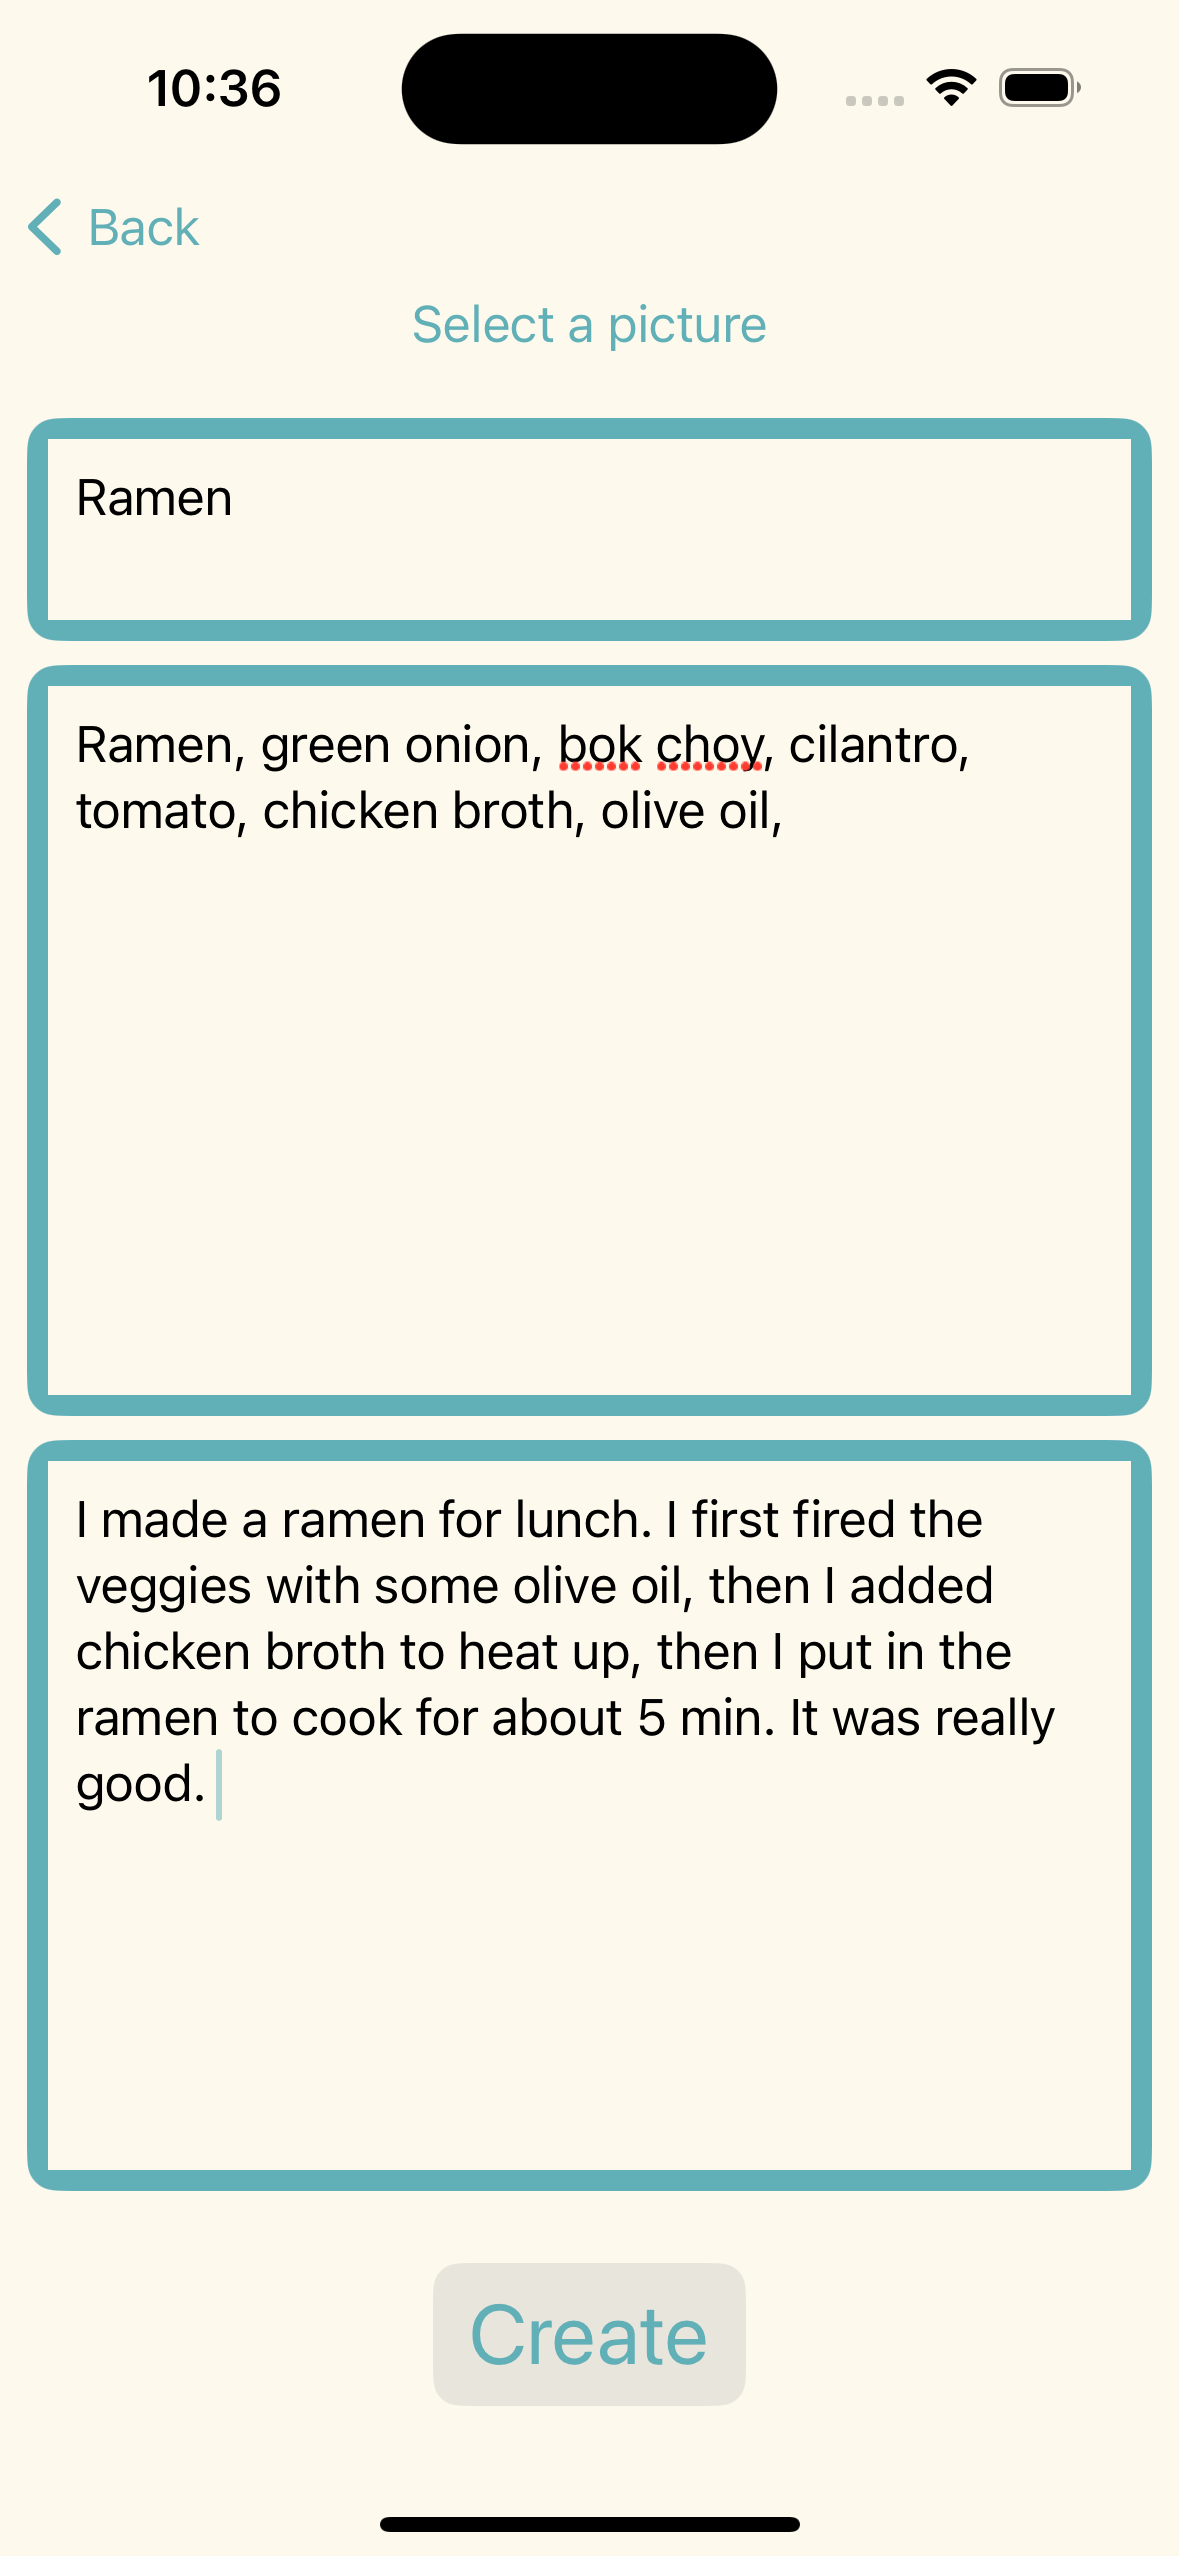 10:36
Back
Select a picture
Ramen
Ramen, green onion, bok choy, cilantro,
tomato, chicken broth, olive oil,
I made a ramen for lunch. I first fired the
veggies with some olive oil, then I added
chicken broth to heat up, then I put in the
ramen to cook for about 5 min. It was really
good.
Create